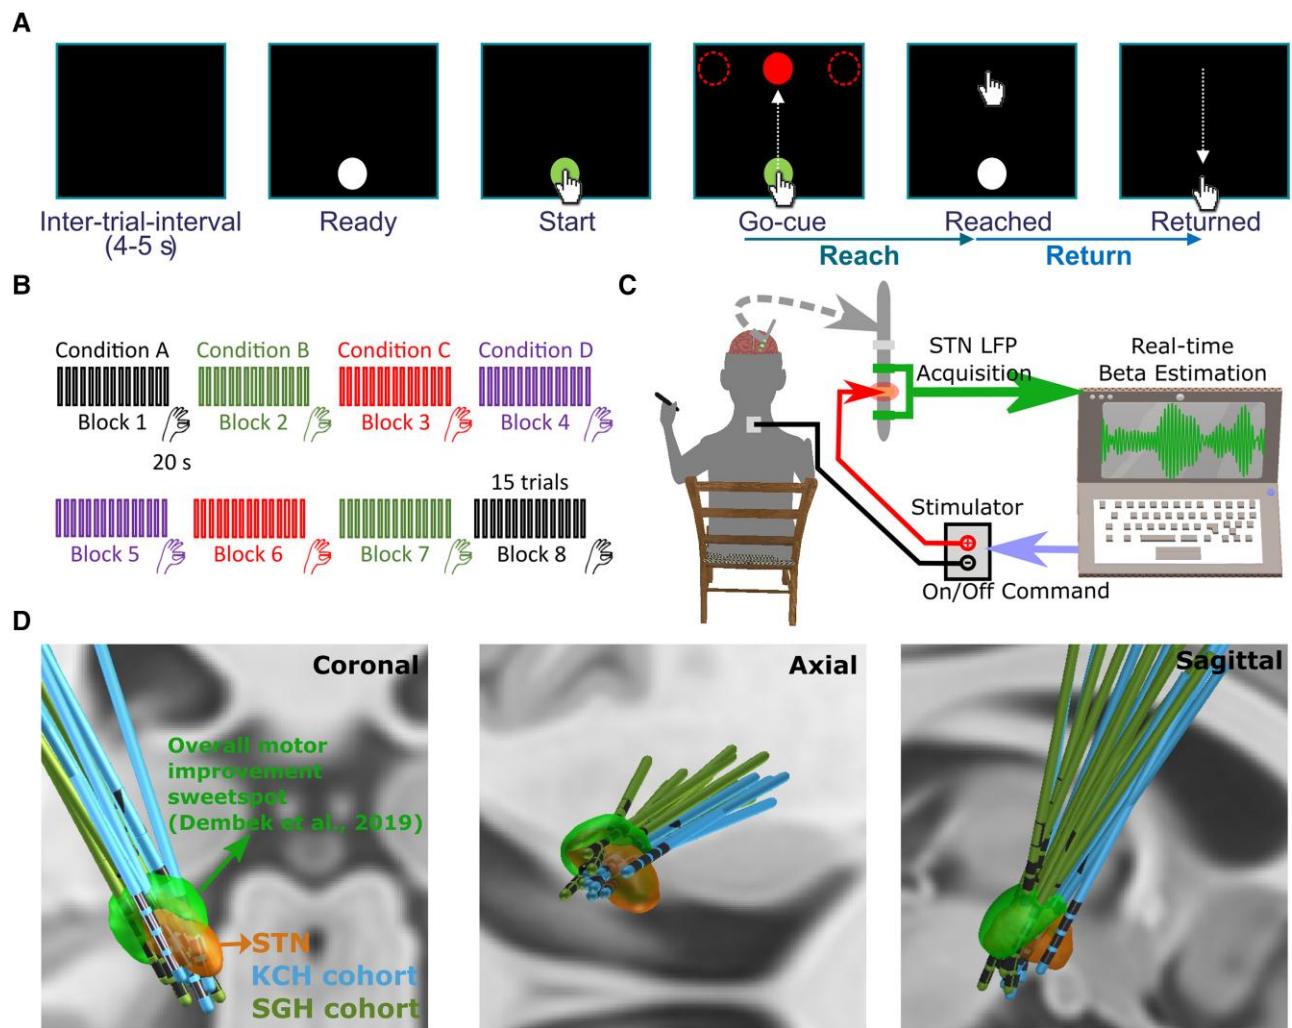 A
Inter-trial-interval
(4-5 s)
Ready
Start
Go-cue
Reached
Returned
Reach
Return
B
Condition A
Condition B
Condition C
Condition D
Block 1
Block 2
Block 3
Block 4
20 s
15 trials
Block 5
Block 6
Block 7
Block 8
C
STN LFP
Acquisition
Real-time
Beta Estimation
Stimulator
On/Off Command
D
Coronal
Overall motor
improvement
sweetspot
(Dembek et al., 2019)
STN
KCH cohort
SGH cohort
Axial
Sagittal